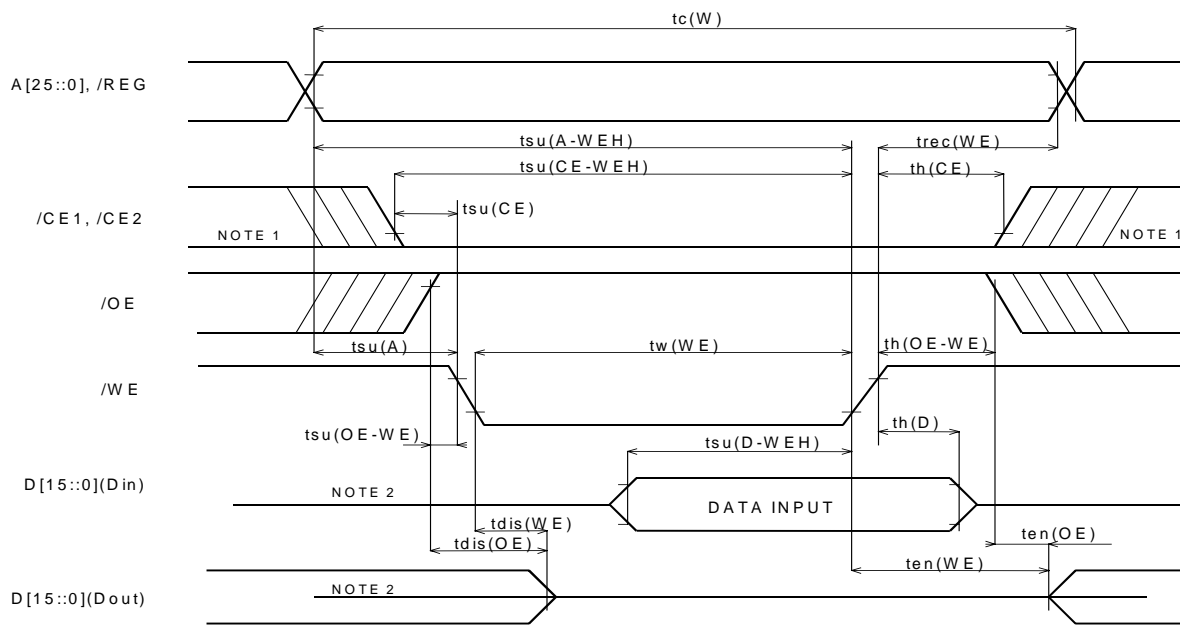 tc(W)
A[25::0], /REG
tsu(A-WEH)
trec(WE)
tsu(CE-WEH)
th(CE)
tsu(CE)
/CE1, /CE2
NOTE 1
NOTE 1
/OE
tsu(A)
tw(WE)
th(OE-WE)
/WE
tsu(OE-WE)
th(D)
tsu(D-WEH)
D[15::0](Din)
NOTE 2
DATA INPUT
tdis(WE)
ten(OE)
tdis(OE)
ten(WE)
NOTE 2
D[15::0](Dout)